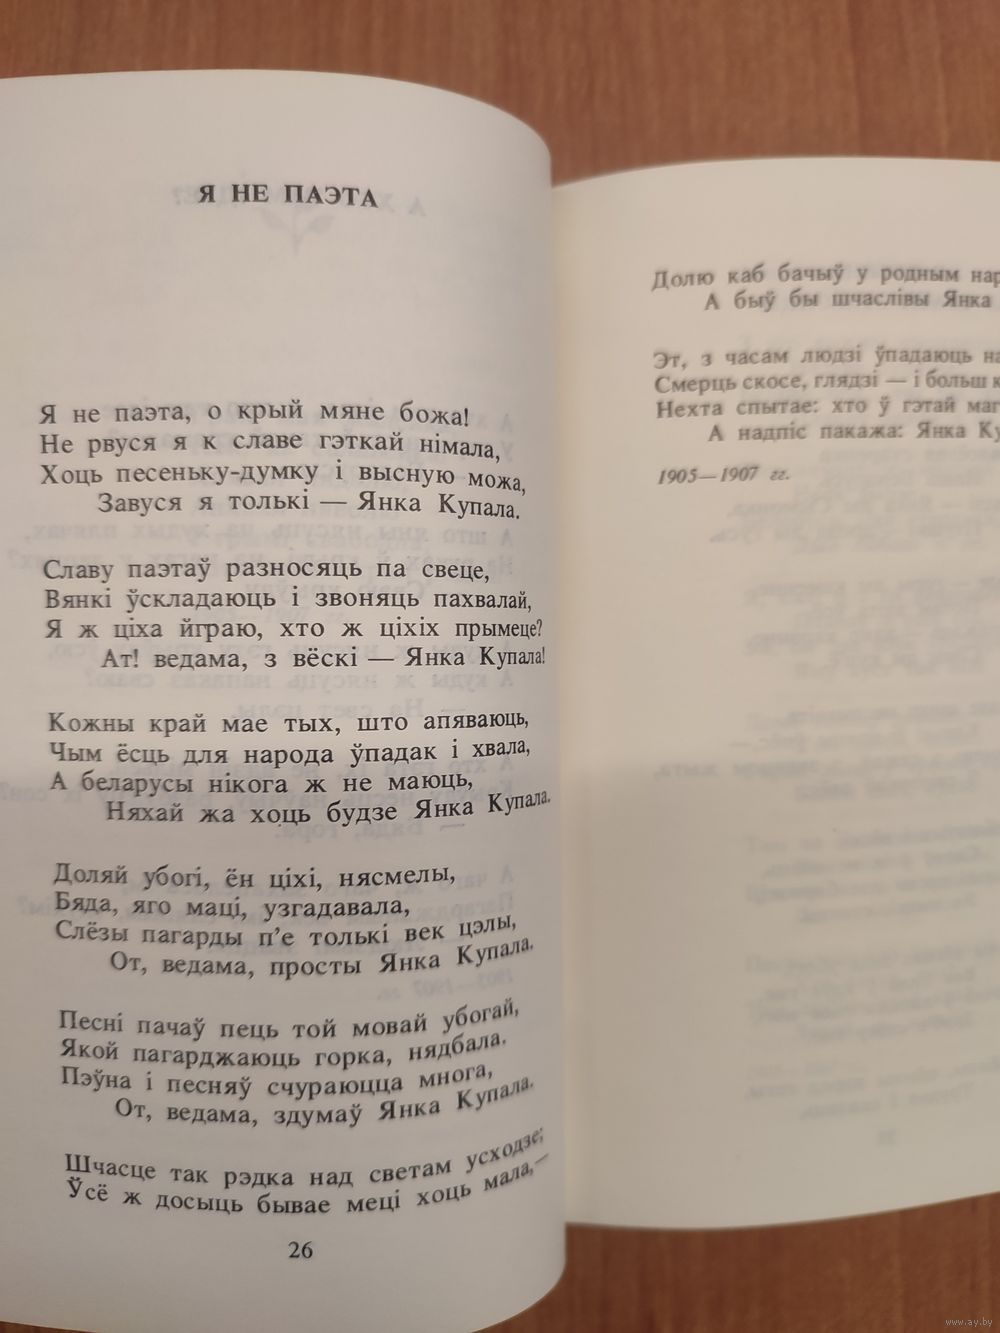 Я НЕ ПАЭТА
Я не паэта, о крый мяне божа!
Не рвуся я к славе гэткай німала,
Хоць песеньку-думку і высную можа,
Завуся я толькі — Янка Купала.
Славу паэтаў разносяць па свеце,
Вянкі ўскладаюць і звоняць пахвалай,
Я ж ціха йграю, хто ж ціхіх прымеце?
Ат! ведама, з вёскі — Янка Купала!
Кожны край мае тых, што апяваюць,
Чым ёсць для народа ўпадак і хвала,
А беларусы нікога ж не маюць,
Няхай жа хоць будзе Янка Купала.
Доляй убогі, ён ціхі, нясмелы,
Бяда, яго маці, узгадавала,
Слёзы пагарды п’е толькі век цэлы,
От, ведама, просты Янка Купала.
Песні пачаў пець той мовай убогай,
Якой пагарджаюць горка, нядбала.
Пэўна і песняў счураюцца многа,
От, ведама, здумаў Янка Купала.
Шчасце так рэдка над светам усходзе;
Ўсё ж досыць бывае меці хоць мала,—
26
Долю каб бачыў у родным
А быў бы шчаслівы Янка
Эт, з часам людзі ўпадаюць
Смерць скосе, глядзі — і больш
Нехта спытае: хто ў гэтай
А надпіс пакажа: Янка
1905—1907 гг.
www.ay.by